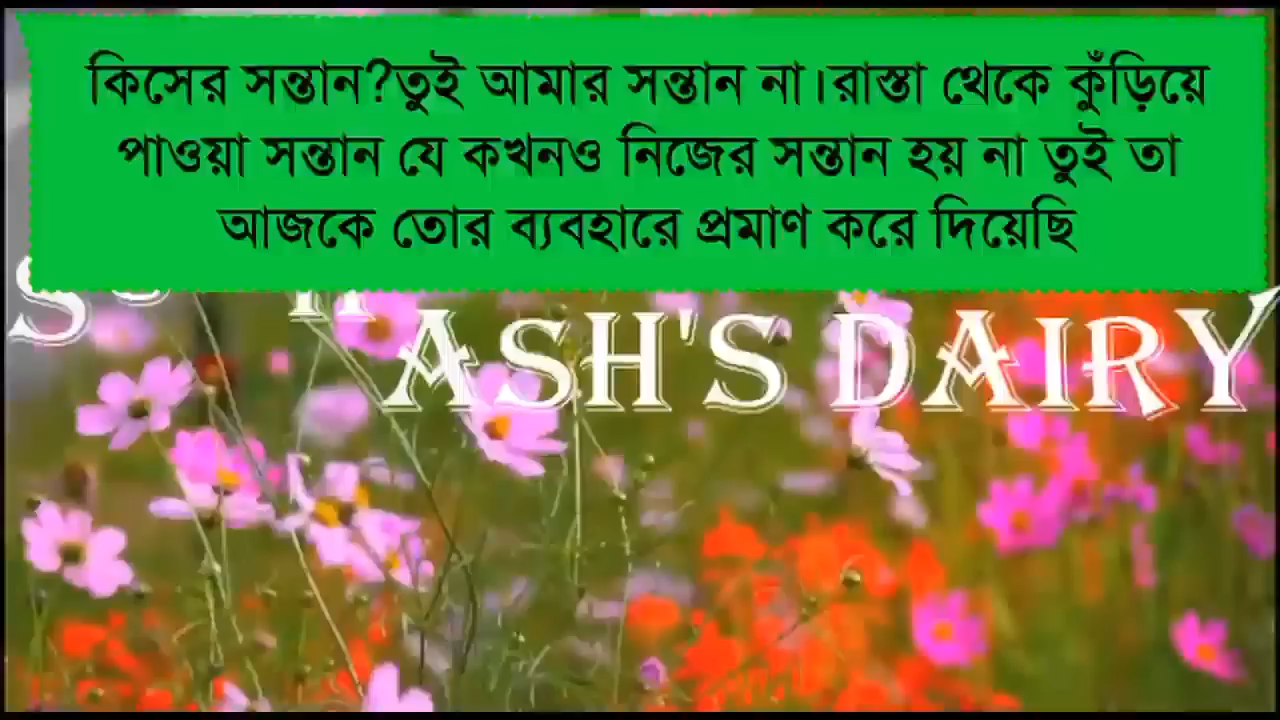 কিসের সন্তান?তুই আমার সন্তান না।রাস্তা থেকে কুঁড়িয়ে
পাওয়া সন্তান যে কখনও নিজের সন্তান হয় না তুই তা
আজকে তোর ব্যবহারে প্রমাণ করে দিয়েছি
ASH'S DAIRY